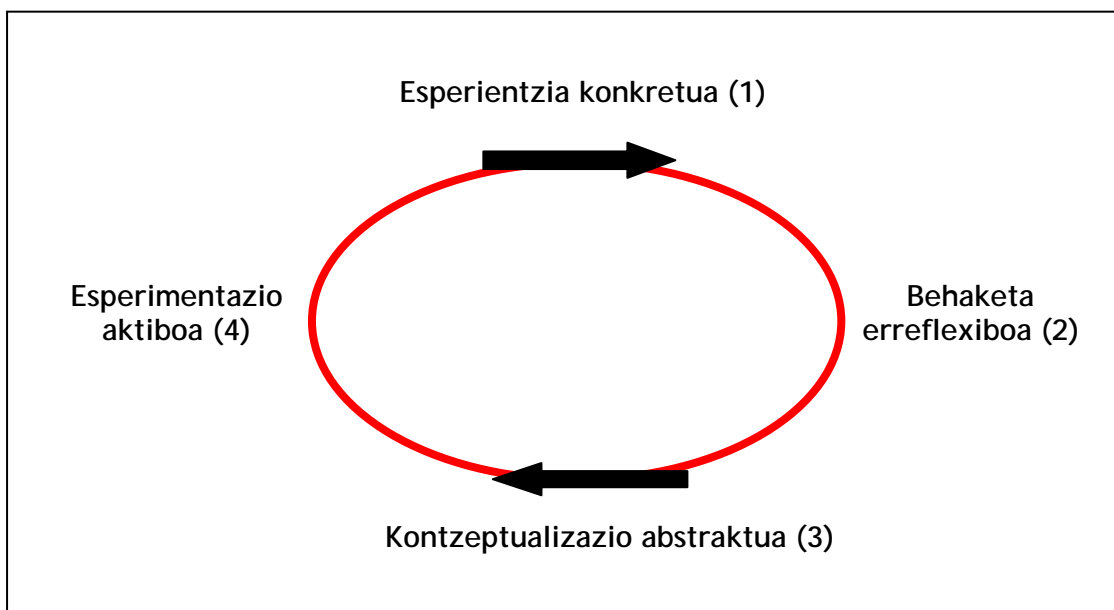 Esperientzia konkretua (1)
Esperimentazio
aktiboa (4)
Behaketa
erreflexiboa (2)
Kontzeptualizazio abstraktua (3)